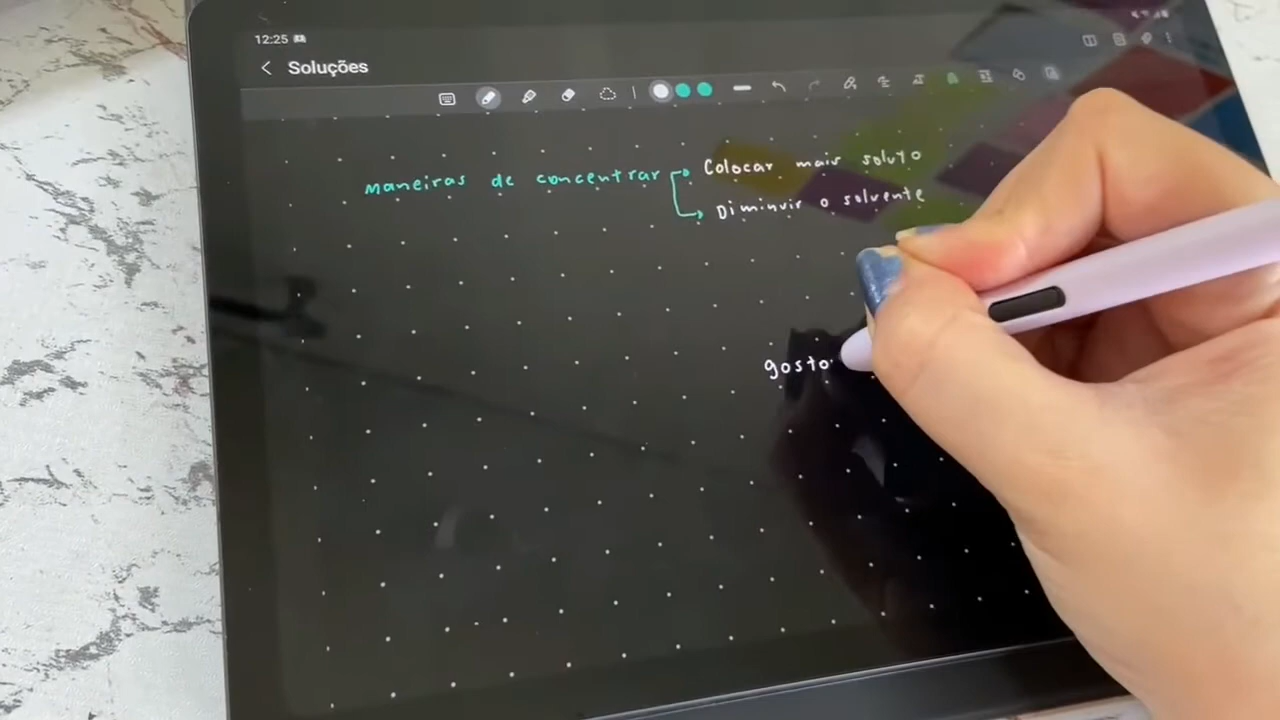 12:25
Soluções
maneiras de concentrar
Colocar mais soluto
Diminuir o solvente
gosto